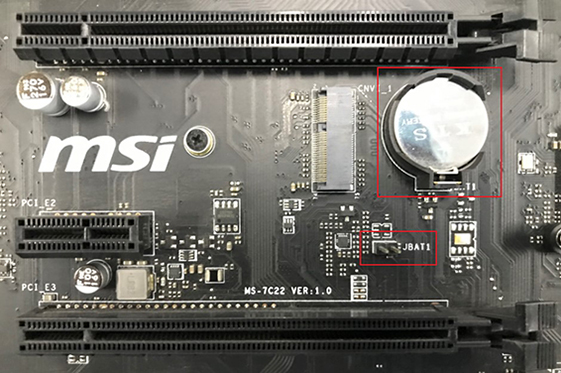 CNV_1
msi
PCI_E2
JBAT1
PCI_E3
MS-7C22 VER:1.0